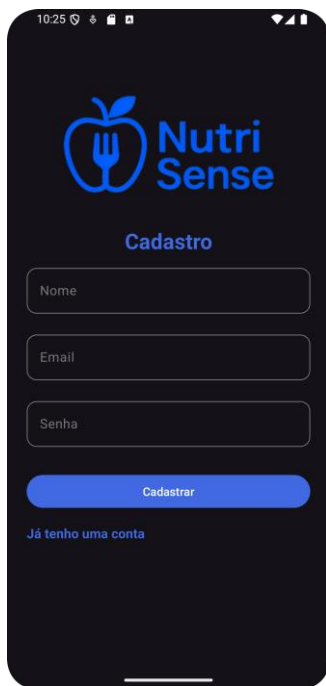 10:25
Nutri
Sense
Cadastro
Nome
Email
Senha
Cadastrar
Já tenho uma conta